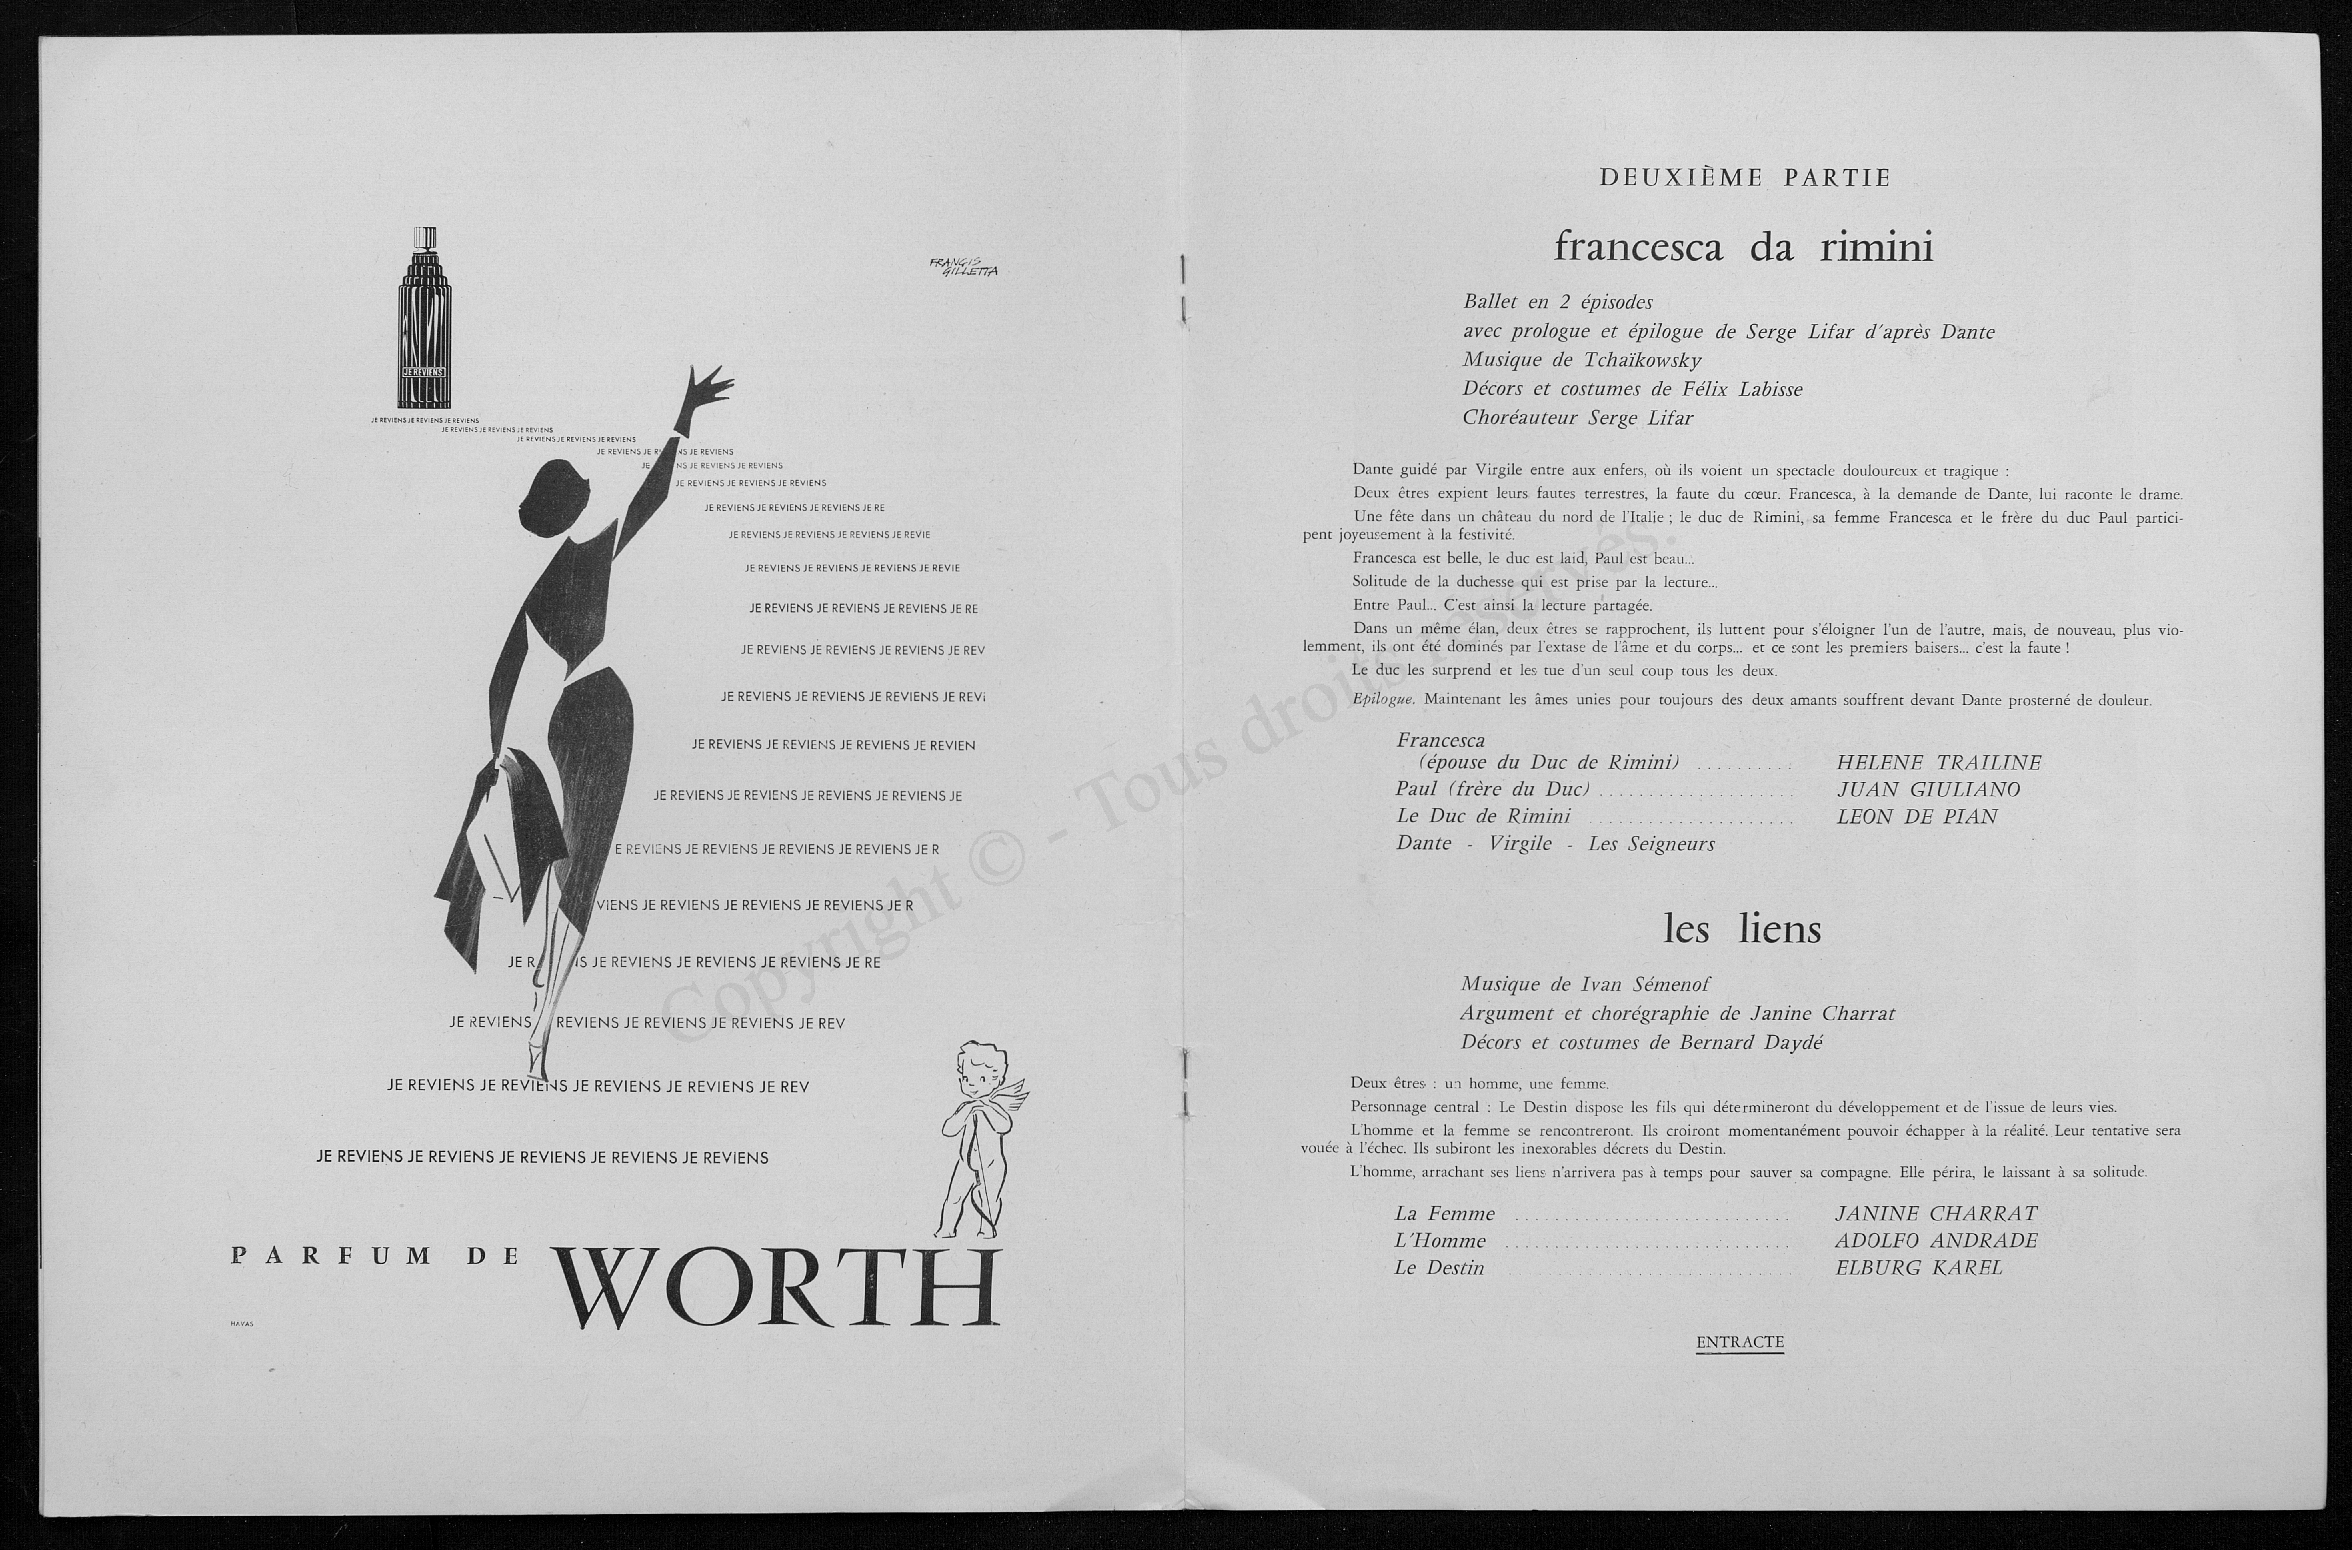 FRANCIS
GILLETTA
JE REVIENS
JE REVIENS JE REVIENS JE REVIENS
JE REVIENS JE REVIENS JE REVIENS
JE REVIENS JE REVIENS JE REVIENS
JE REVIENS JE R NS JE REVIENS
JE NS JE REVIENS JE REVIENS
JE REVIENS JE REVIENS JE REVIENS
JE REVIENS JE REVIENS JE REVIENS JE RE
JE REVIENS JE REVIENS JE REVIENS JE REVIE
JE REVIENS JE REVIENS JE REVIENS JE REVIE
JE REVIENS JE REVIENS JE REVIENS JE RE
JE REVIENS JE REVIENS JE REVIENS JE REV
JE REVIENS JE REVIENS JE REVIENS JE REVi
JE REVIENS JE REVIENS JE REVIENS JE REVIEN
JE REVIENS JE REVIENS JE REVIENS JE REVIENS JE
E REVIENS JE REVIENS JE REVIENS JE REVIENS JE R
VIENS JE REVIENS JE REVIENS JE REVIENS JE R
JE R IS JE REVIENS JE REVIENS JE REVIENS JE RE
JE REVIENS REVIENS JE REVIENS JE REVIENS JE REV
JE REVIENS JE REVIENS JE REVIENS JE REVIENS JE REV
JE REVIENS JE REVIENS JE REVIENS JE REVIENS JE REVIENS
PARFUM DE WORTH
HAVAS
Copyright © - Tous droits réservés.
DEUXIÈME PARTIE
francesca da rimini
Ballet en 2 épisodes
avec prologue et épilogue de Serge Lifar d'après Dante
Musique de Tchaïkowsky
Décors et costumes de Félix Labisse
Choréauteur Serge Lifar
Dante guidé par Virgile entre aux enfers, où ils voient un spectacle douloureux et tragique :
Deux êtres expient leurs fautes terrestres, la faute du cœur. Francesca, à la demande de Dante, lui raconte le drame.
Une fête dans un château du nord de l'Italie ; le duc de Rimini, sa femme Francesca et le frère du duc Paul partici-
pent joyeusement à la festivité.
Francesca est belle, le duc est laid, Paul est beau...
Solitude de la duchesse qui est prise par la lecture...
Entre Paul... C'est ainsi la lecture partagée.
Dans un même élan, deux êtres se rapprochent, ils luttent pour s'éloigner l'un de l'autre, mais, de nouveau, plus vio-
lemment, ils ont été dominés par l'extase de l'âme et du corps... et ce sont les premiers baisers... c'est la faute !
Le duc les surprend et les tue d'un seul coup tous les deux.
Epilogue. Maintenant les âmes unies pour toujours des deux amants souffrent devant Dante prosterné de douleur.
Francesca
(épouse du Duc de Rimini) .......... HELENE TRAILINE
Paul (frère du Duc) .................... JUAN GIULIANO
Le Duc de Rimini ..................... LEON DE PIAN
Dante - Virgile - Les Seigneurs
les liens
Musique de Ivan Sémenof
Argument et chorégraphie de Janine Charrat
Décors et costumes de Bernard Daydé
Deux êtres : un homme, une femme.
Personnage central : Le Destin dispose les fils qui détermineront du développement et de l'issue de leurs vies.
L'homme et la femme se rencontreront. Ils croiront momentanément pouvoir échapper à la réalité. Leur tentative sera
vouée à l'échec. Ils subiront les inexorables décrets du Destin.
L'homme, arrachant ses liens n'arrivera pas à temps pour sauver sa compagne. Elle périra, le laissant à sa solitude.
La Femme ............................ JANINE CHARRAT
L'Homme ............................. ADOLFO ANDRADE
Le Destin ........................ ELBURG KAREL
ENTRACTE